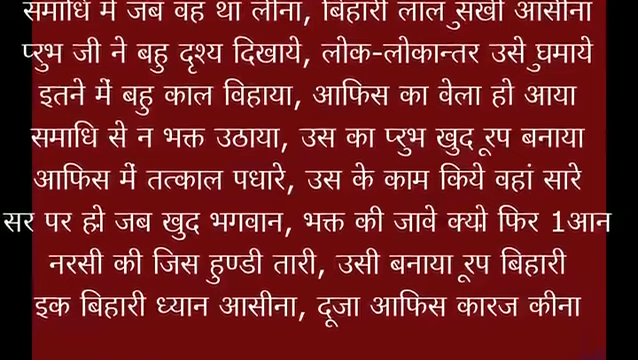 समाधि में जब वह था लीना, बिहारी लाल सुखी आसीना
प्रभु जी ने बहु दृश्य दिखाये, लोक-लोकान्तर उसे घुमाये
इतने में बहु काल विहाया, आफिस का वेला हो आया
समाधि से न भक्त उठाया, उस का प्रभु खुद रूप बनाया
आफिस में तत्काल पधारे, उस के काम किये वहां सारे
सर पर हो जब खुद भगवान, भक्त की जावे क्यों फिर 1आन
नरसी की जिस हुण्डी तारी, उसी बनाया रूप बिहारी
इक बिहारी ध्यान आसीना, दूजा आफिस कारज कीना